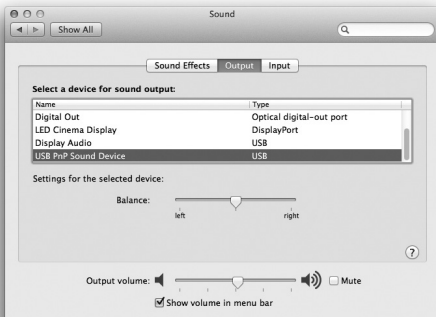 Sound
Show All
Sound Effects Output Input
Select a device for sound output:
Name Type
Digital Out Optical digital-out port
LED Cinema Display DisplayPort
Display Audio USB
USB PnP Sound Device USB
Settings for the selected device:
Balance:
left right
?
Output volume: Mute
Show volume in menu bar